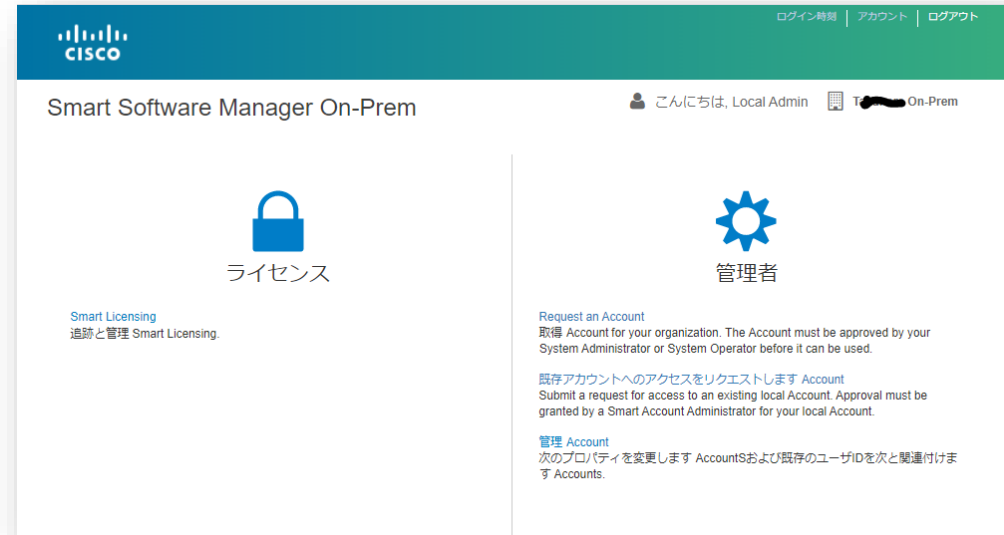 ログイン時刻 | アカウント | ログアウト
CISCO
Smart Software Manager On-Prem
こんにちは, Local Admin
On-Prem
ライセンス
Smart Licensing
追跡と管理 Smart Licensing.
管理者
Request an Account
取得 Account for your organization. The Account must be approved by your
System Administrator or System Operator before it can be used.
既存アカウントへのアクセスをリクエストします Account
Submit a request for access to an existing local Account. Approval must be
granted by a Smart Account Administrator for your local Account.
管理 Account
次のプロパティを変更します AccountSおよび既存のユーザIDを次と関連付けま
す Accounts.